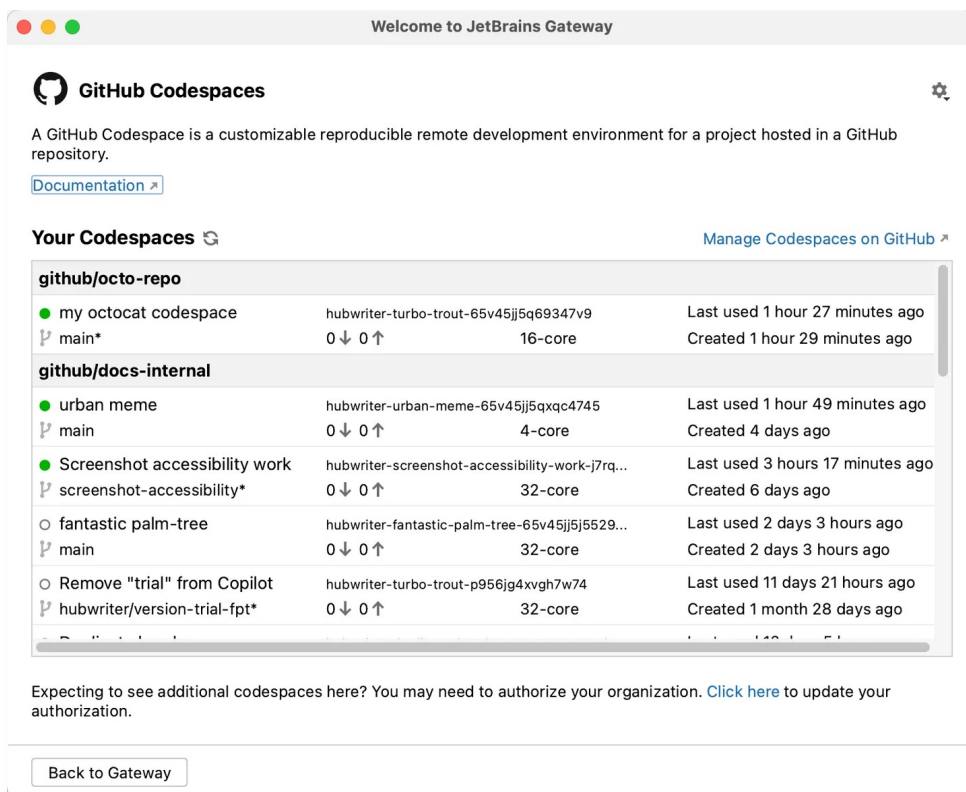 Welcome to JetBrains Gateway
GitHub Codespaces
A GitHub Codespace is a customizable reproducible remote development environment for a project hosted in a GitHub
repository.
Documentation ↗
Your Codespaces
Manage Codespaces on GitHub ↗
github/octo-repo
my octocat codespace hubwriter-turbo-trout-65v45jj5q69347v9 Last used 1 hour 27 minutes ago
main* 0↓ 0↑ 16-core Created 1 hour 29 minutes ago
github/docs-internal
urban meme hubwriter-urban-meme-65v45jj5qxqc4745 Last used 1 hour 49 minutes ago
main 0↓ 0↑ 4-core Created 4 days ago
Screenshot accessibility work hubwriter-screenshot-accessibility-work-j7rq... Last used 3 hours 17 minutes ago
screenshot-accessibility* 0↓ 0↑ 32-core Created 6 days ago
fantastic palm-tree hubwriter-fantastic-palm-tree-65v45jj5j5529... Last used 2 days 3 hours ago
main 0↓ 0↑ 32-core Created 2 days 3 hours ago
Remove "trial" from Copilot hubwriter-turbo-trout-p956jg4xvgh7w74 Last used 11 days 21 hours ago
hubwriter/version-trial-fpt* 0↓ 0↑ 32-core Created 1 month 28 days ago
Expecting to see additional codespaces here? You may need to authorize your organization. Click here to update your
authorization.
Back to Gateway